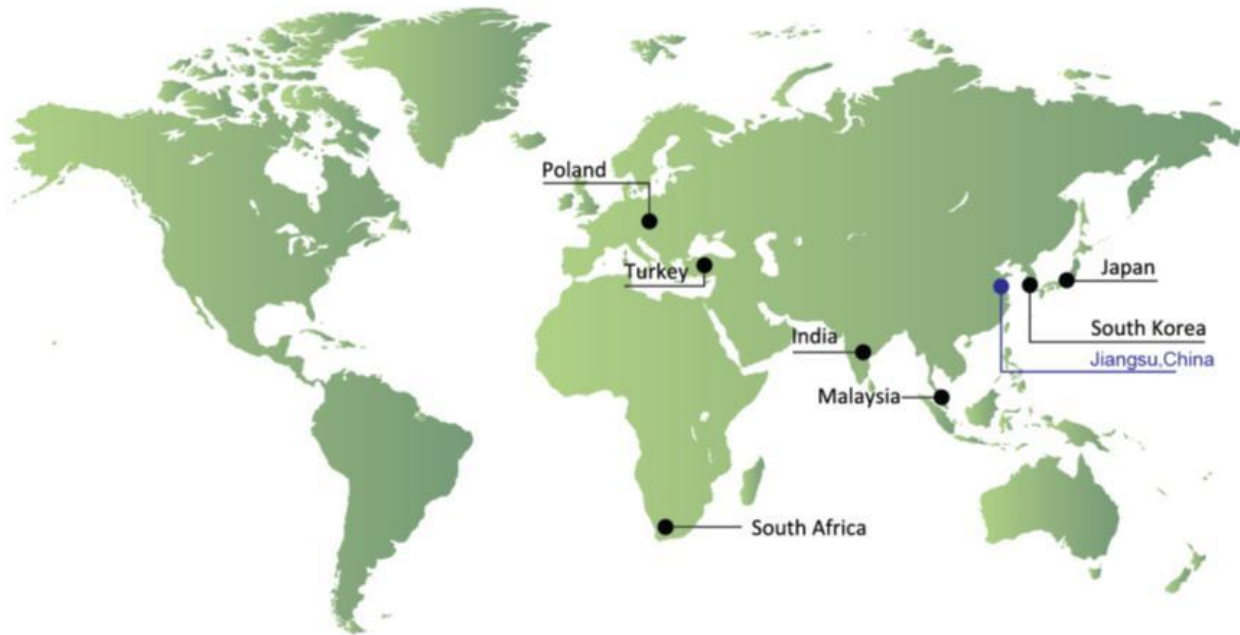 Poland
Turkey
Japan
India
South Korea
Jiangsu,China
Malaysia
South Africa